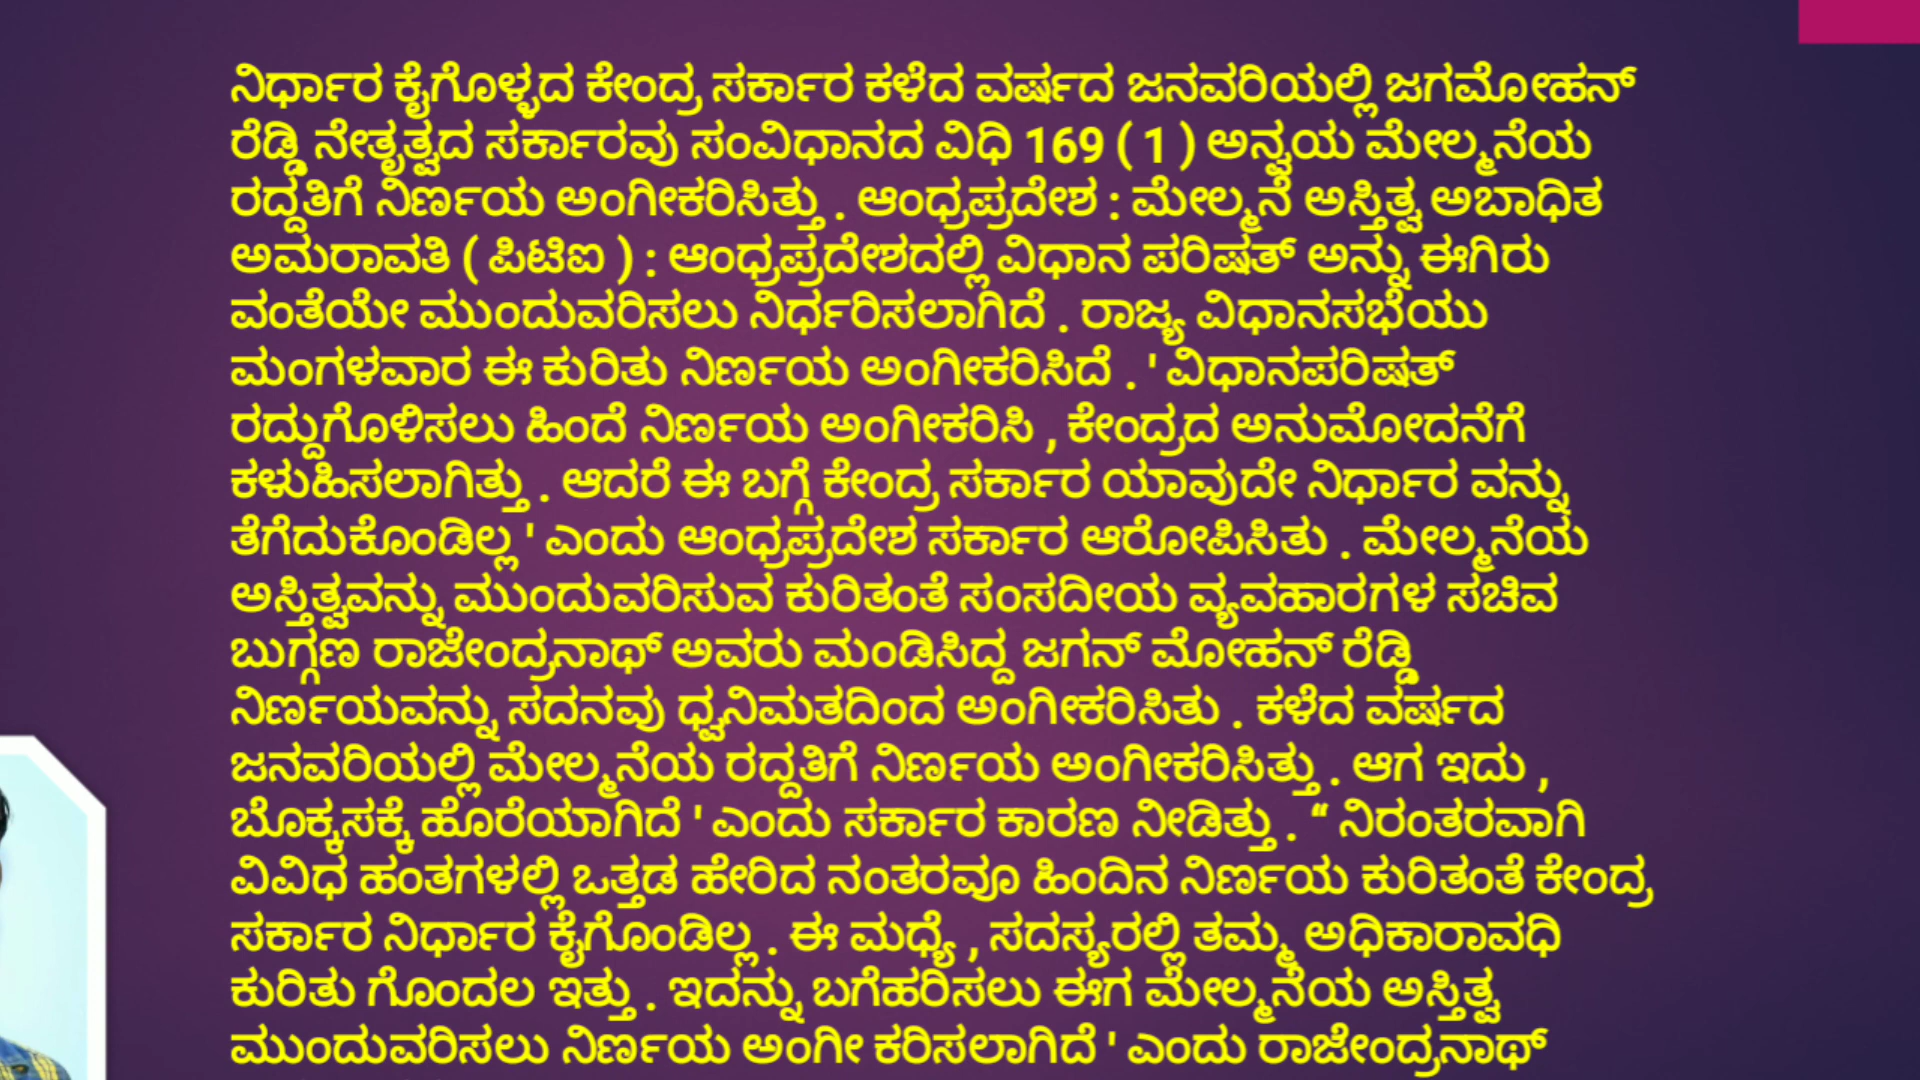 ನಿರ್ಧಾರ ಕೈಗೊಳ್ಳದ ಕೇಂದ್ರ ಸರ್ಕಾರ ಕಳೆದ ವರ್ಷದ ಜನವರಿಯಲ್ಲಿ ಜಗಮೋಹನ್
ರೆಡ್ಡಿ ನೇತೃತ್ವದ ಸರ್ಕಾರವು ಸಂವಿಧಾನದ ವಿಧಿ 169 ( 1 ) ಅನ್ವಯ ಮೇಲ್ಮನೆಯ
ರದ್ದತಿಗೆ ನಿರ್ಣಯ ಅಂಗೀಕರಿಸಿತ್ತು . ಆಂಧ್ರಪ್ರದೇಶ : ಮೇಲ್ಮನೆ ಅಸ್ತಿತ್ವ ಅಬಾಧಿತ
ಅಮರಾವತಿ ( ಪಿಟಿಐ ) : ಆಂಧ್ರಪ್ರದೇಶದಲ್ಲಿ ವಿಧಾನ ಪರಿಷತ್ ಅನ್ನು ಈಗಿರು
ವಂತೆಯೇ ಮುಂದುವರಿಸಲು ನಿರ್ಧರಿಸಲಾಗಿದೆ . ರಾಜ್ಯ ವಿಧಾನಸಭೆಯು
ಮಂಗಳವಾರ ಈ ಕುರಿತು ನಿರ್ಣಯ ಅಂಗೀಕರಿಸಿದೆ . ' ವಿಧಾನಪರಿಷತ್
ರದ್ದುಗೊಳಿಸಲು ಹಿಂದೆ ನಿರ್ಣಯ ಅಂಗೀಕರಿಸಿ , ಕೇಂದ್ರದ ಅನುಮೋದನೆಗೆ
ಕಳುಹಿಸಲಾಗಿತ್ತು . ಆದರೆ ಈ ಬಗ್ಗೆ ಕೇಂದ್ರ ಸರ್ಕಾರ ಯಾವುದೇ ನಿರ್ಧಾರ ವನ್ನು
ತೆಗೆದುಕೊಂಡಿಲ್ಲ ' ಎಂದು ಆಂಧ್ರಪ್ರದೇಶ ಸರ್ಕಾರ ಆರೋಪಿಸಿತು . ಮೇಲ್ಮನೆಯ
ಅಸ್ತಿತ್ವವನ್ನು ಮುಂದುವರಿಸುವ ಕುರಿತಂತೆ ಸಂಸದೀಯ ವ್ಯವಹಾರಗಳ ಸಚಿವ
ಬುಗ್ಗಣ ರಾಜೇಂದ್ರನಾಥ್ ಅವರು ಮಂಡಿಸಿದ್ದ ಜಗನ್ ಮೋಹನ್ ರೆಡ್ಡಿ
ನಿರ್ಣಯವನ್ನು ಸದನವು ಧ್ವನಿಮತದಿಂದ ಅಂಗೀಕರಿಸಿತು . ಕಳೆದ ವರ್ಷದ
ಜನವರಿಯಲ್ಲಿ ಮೇಲ್ಮನೆಯ ರದ್ದತಿಗೆ ನಿರ್ಣಯ ಅಂಗೀಕರಿಸಿತ್ತು . ಆಗ ಇದು ,
ಬೊಕ್ಕಸಕ್ಕೆ ಹೊರೆಯಾಗಿದೆ ' ಎಂದು ಸರ್ಕಾರ ಕಾರಣ ನೀಡಿತ್ತು . “ ನಿರಂತರವಾಗಿ
ವಿವಿಧ ಹಂತಗಳಲ್ಲಿ ಒತ್ತಡ ಹೇರಿದ ನಂತರವೂ ಹಿಂದಿನ ನಿರ್ಣಯ ಕುರಿತಂತೆ ಕೇಂದ್ರ
ಸರ್ಕಾರ ನಿರ್ಧಾರ ಕೈಗೊಂಡಿಲ್ಲ . ಈ ಮಧ್ಯೆ , ಸದಸ್ಯರಲ್ಲಿ ತಮ್ಮ ಅಧಿಕಾರಾವಧಿ
ಕುರಿತು ಗೊಂದಲ ಇತ್ತು . ಇದನ್ನು ಬಗೆಹರಿಸಲು ಈಗ ಮೇಲ್ಮನೆಯ ಅಸ್ತಿತ್ವ
ಮುಂದುವರಿಸಲು ನಿರ್ಣಯ ಅಂಗೀ ಕರಿಸಲಾಗಿದೆ ' ಎಂದು ರಾಜೇಂದ್ರನಾಥ್